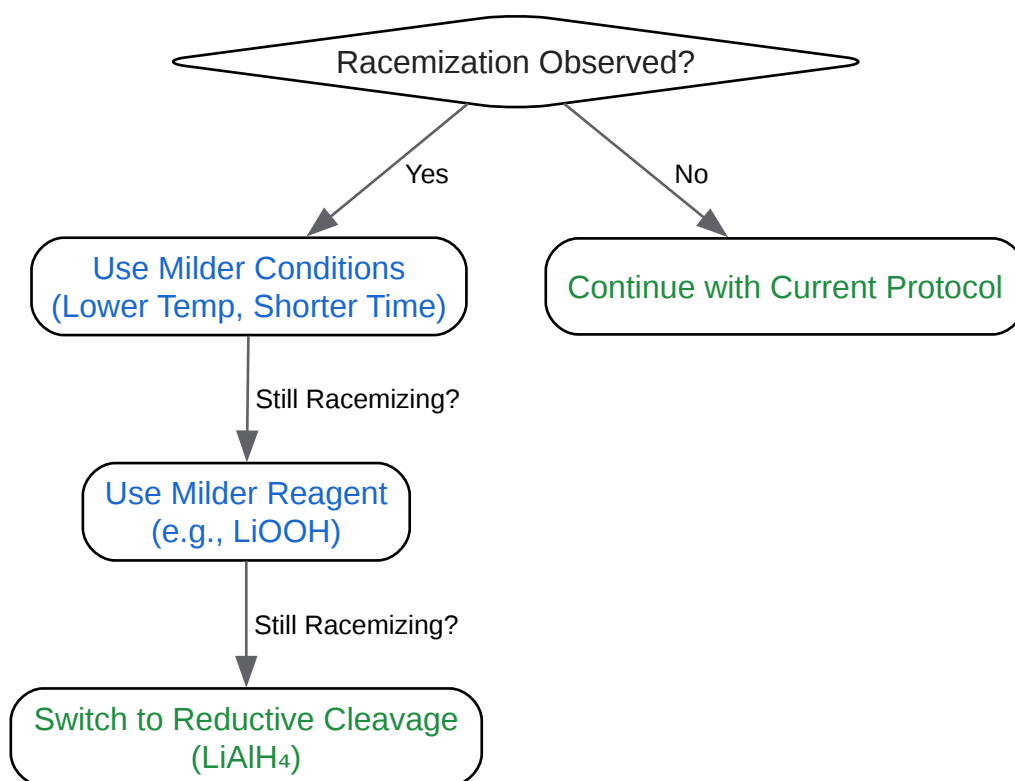 Racemization Observed?
Yes
No
Use Milder Conditions
(Lower Temp, Shorter Time)
Continue with Current Protocol
Still Racemizing?
Use Milder Reagent
(e.g., LiOOH)
Still Racemizing?
Switch to Reductive Cleavage
(LiAlH₄)